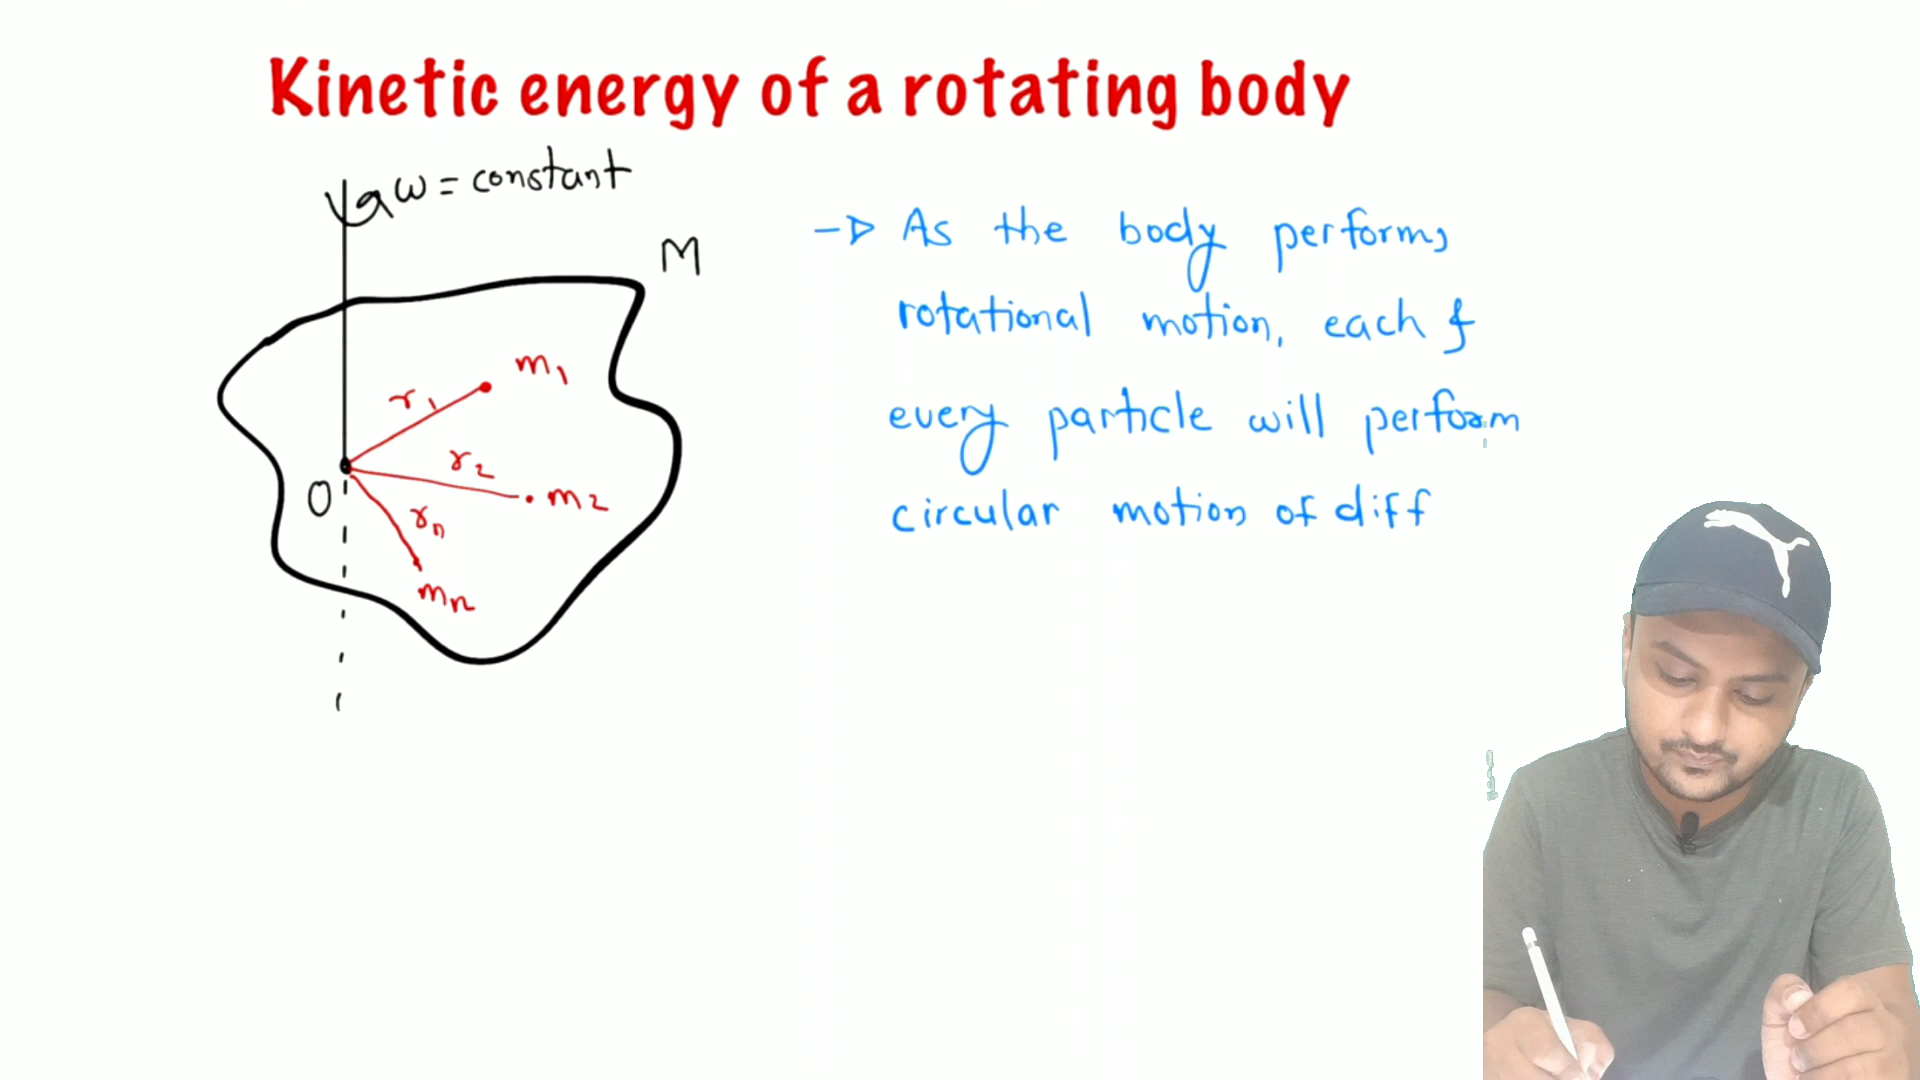 Kinetic energy of a rotating body
ω = constant
M
→ As the body performs
rotational motion, each &
every particle will perform
circular motion of diff
m1
r1
r2
m2
O
rn
mn